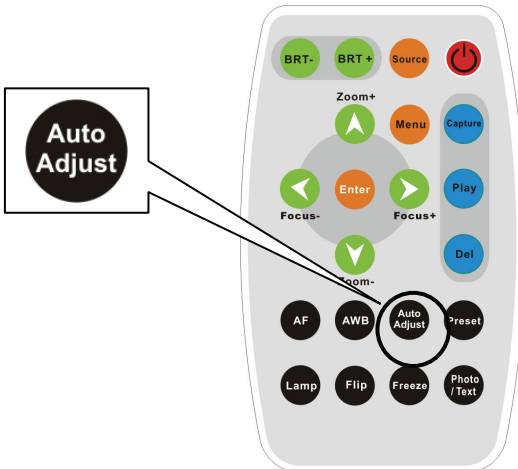 Auto
Adjust
BRT-
BRT +
Source
Zoom+
Menu
Capture
Enter
Play
Focus-
Focus+
Del
Zoom-
AF
AWB
Auto
Adjust
Preset
Lamp
Flip
Freeze
Photo
/ Text